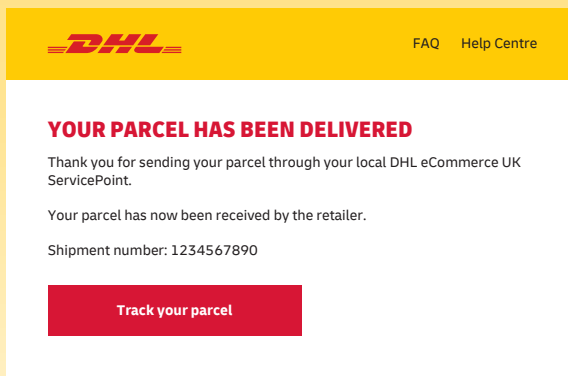 DHL
FAQ Help Centre
YOUR PARCEL HAS BEEN DELIVERED
Thank you for sending your parcel through your local DHL eCommerce UK
ServicePoint.
Your parcel has now been received by the retailer.
Shipment number: 1234567890
Track your parcel